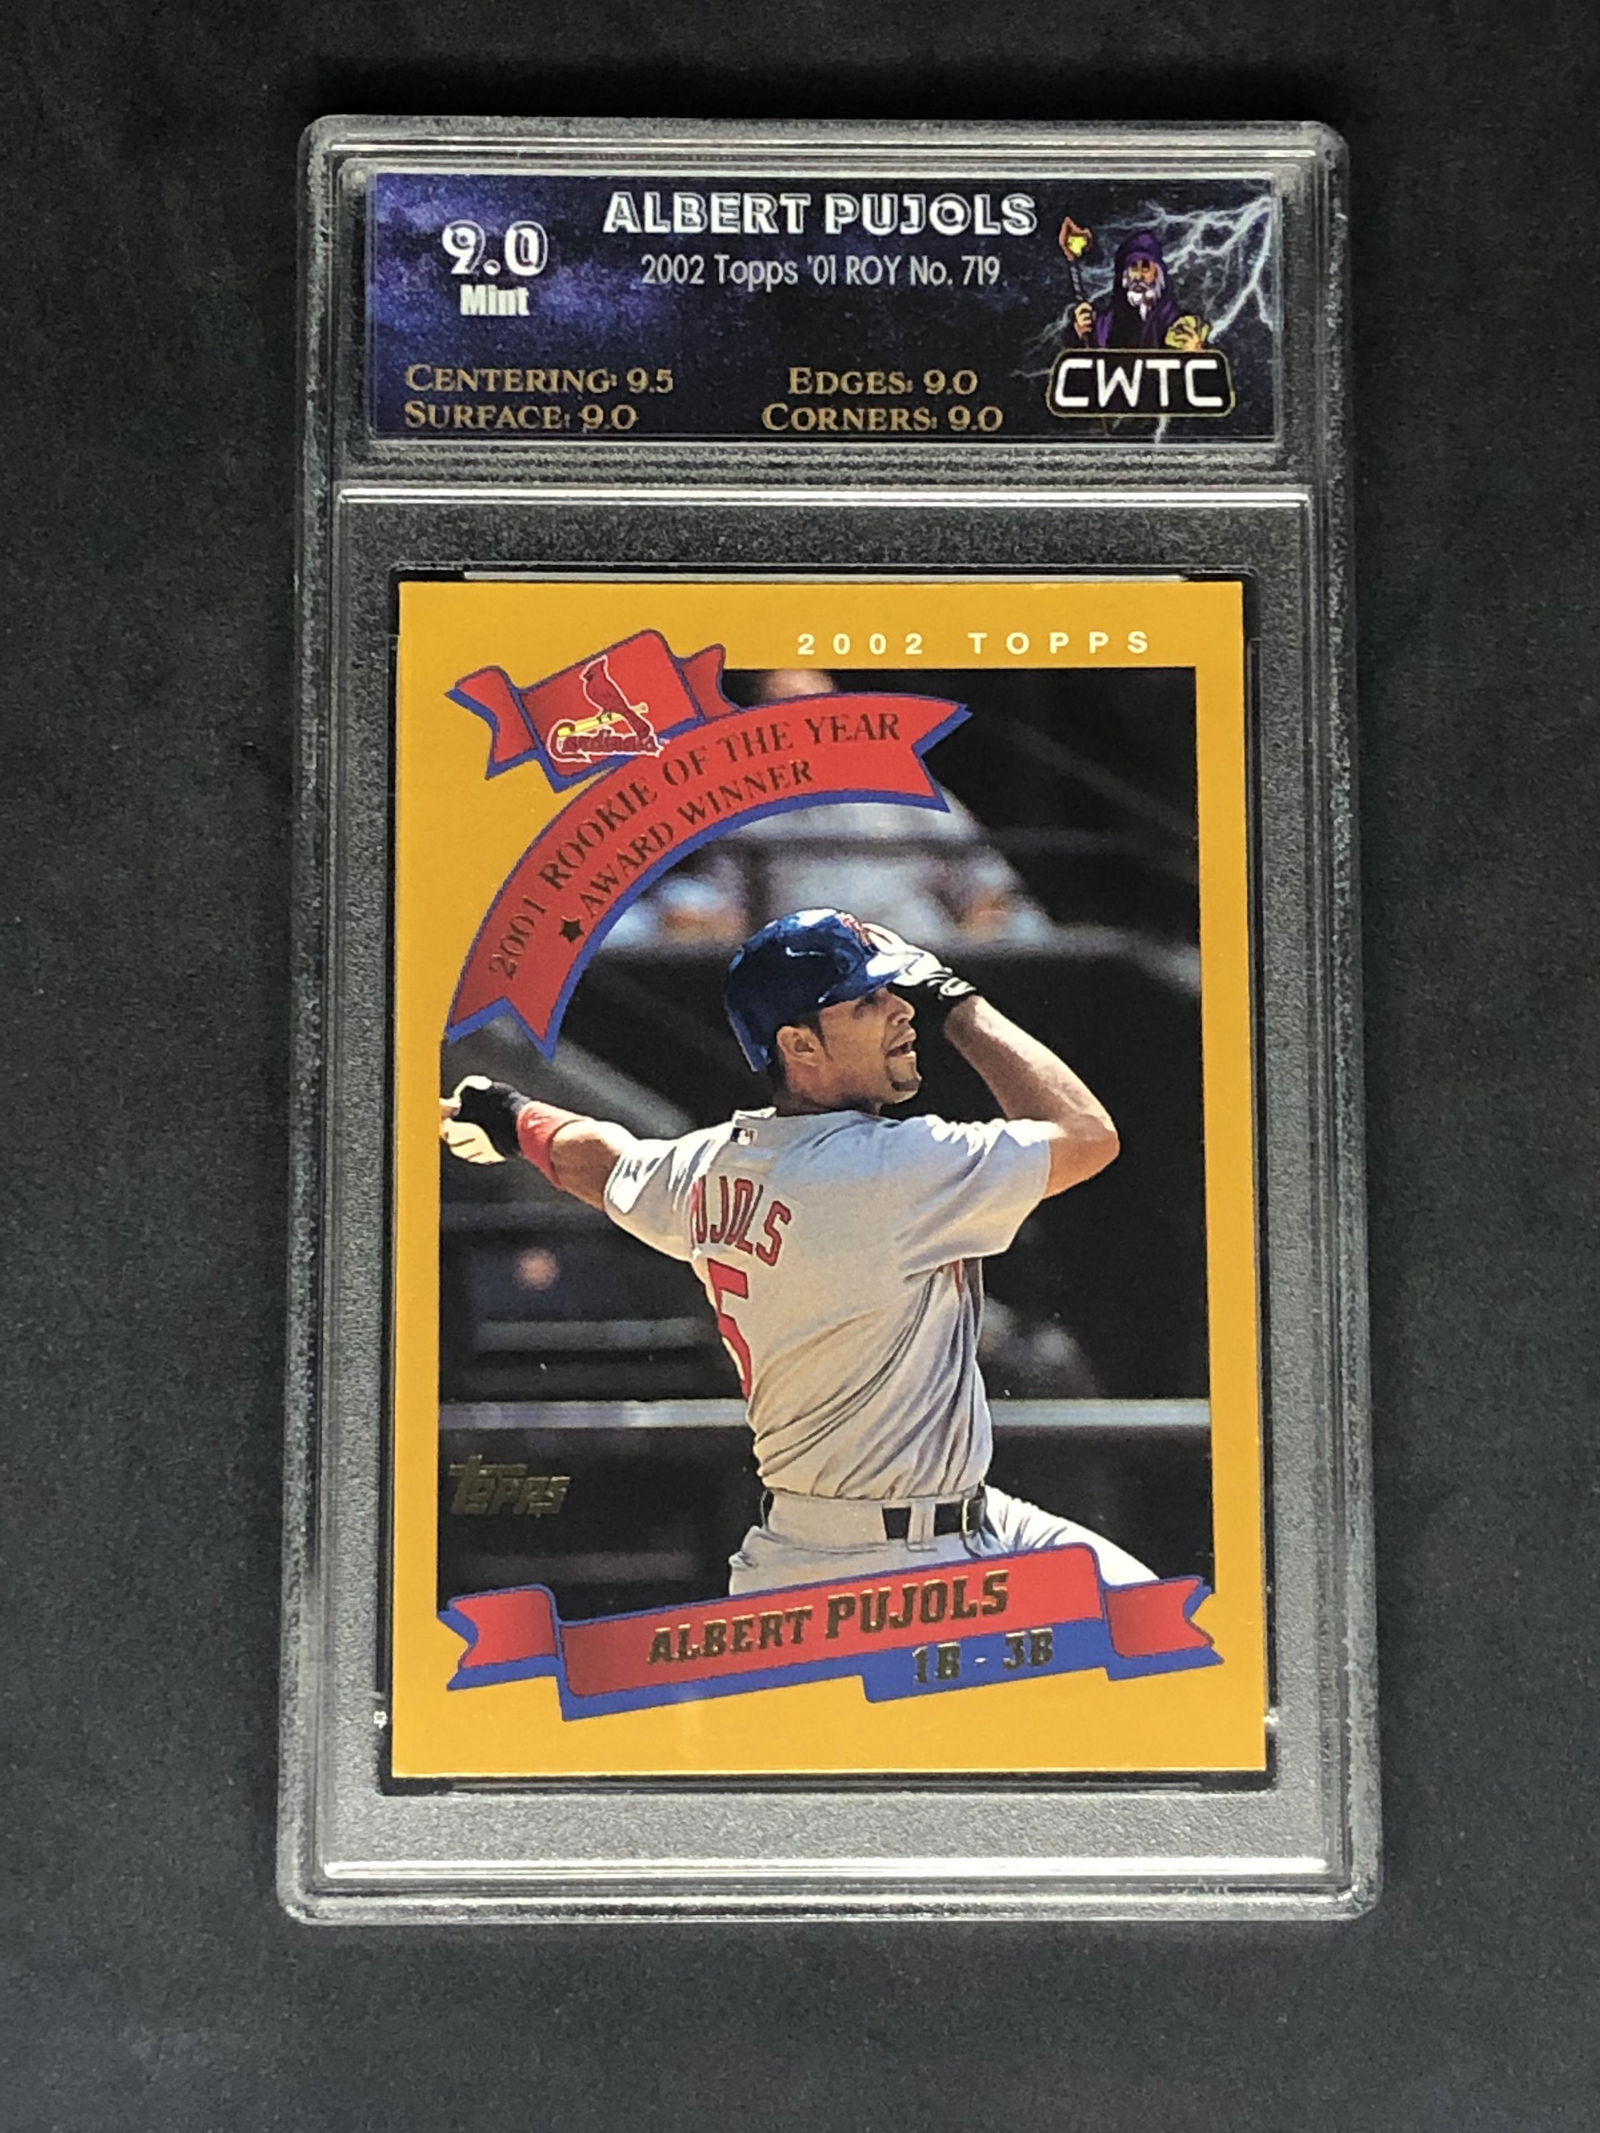 9.0
Mint
ALBERT PUJOLS
2002 Topps '01 ROY No. 719
CENTERING: 9.5
EDGES: 9.0
SURFACE: 9.0
CORNERS: 9.0
CWTC
2002 TOPPS
Cardinals
2001 ROOKIE OF THE YEAR
★ AWARD WINNER
PUJOLS
5
TOPPS
ALBERT PUJOLS
1B - 3B